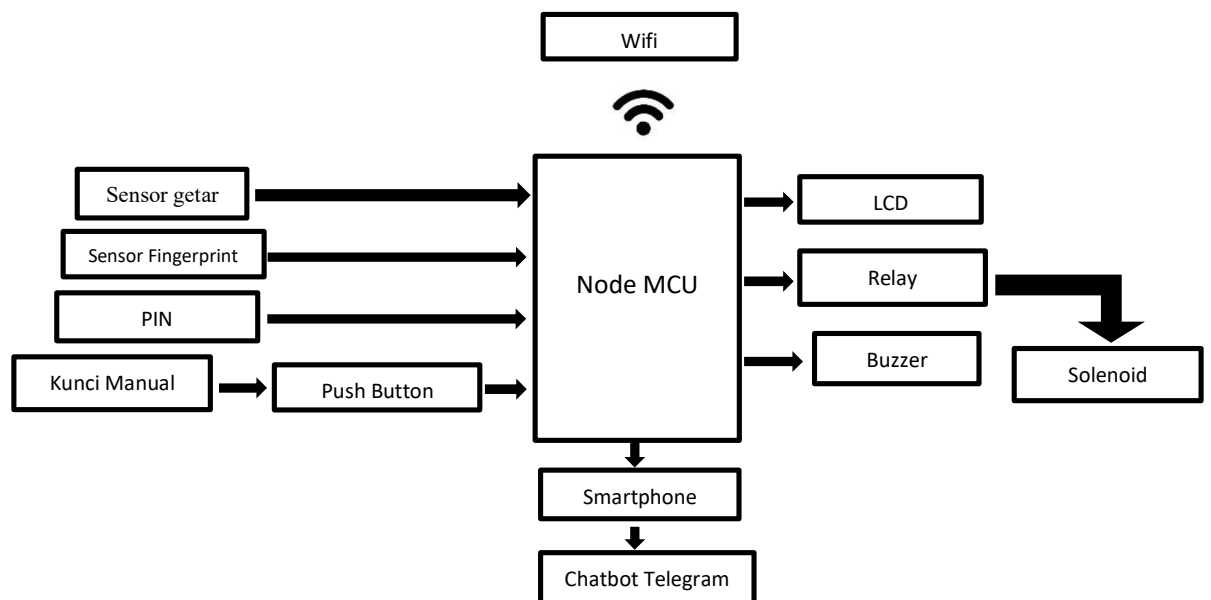 Wifi
Sensor getar
Sensor Fingerprint
PIN
Kunci Manual
Push Button
Node MCU
LCD
Relay
Buzzer
Solenoid
Smartphone
Chatbot Telegram